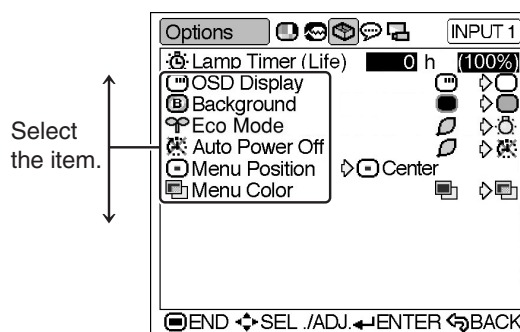 Options INPUT 1
Lamp Timer (Life) 0 h (100%)
OSD Display
B Background
Eco Mode
Auto Power Off
Menu Position Center
Menu Color
Select
the item.
END SEL ./ADJ. ENTER BACK